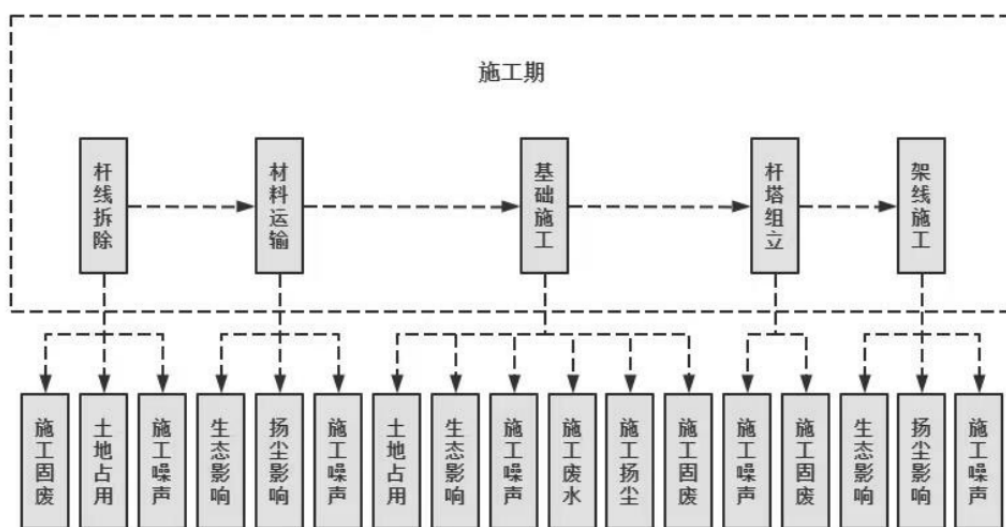 施工期
杆线拆除
材料运输
基础施工
杆塔组立
架线施工
施工固废
土地占用
施工噪声
生态影响
扬尘影响
施工噪声
土地占用
生态影响
施工噪声
施工废水
施工扬尘
施工固废
施工噪声
施工固废
生态影响
扬尘影响
施工噪声